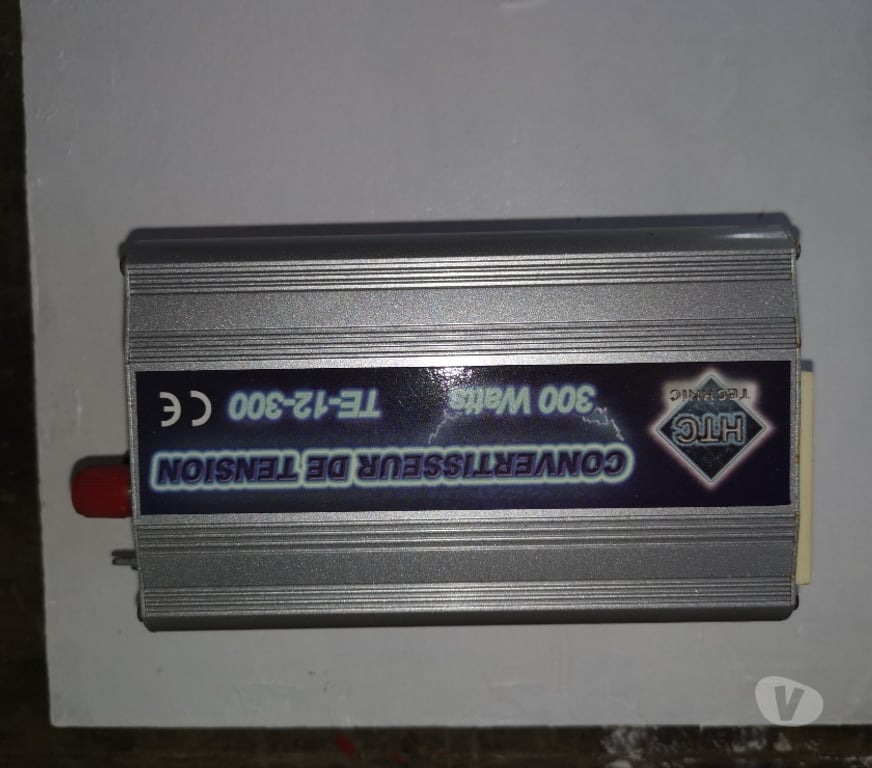 HTC
TECHNIC
CONVERTISSEUR DE TENSION
300 Watts TE-12-300 CE
V